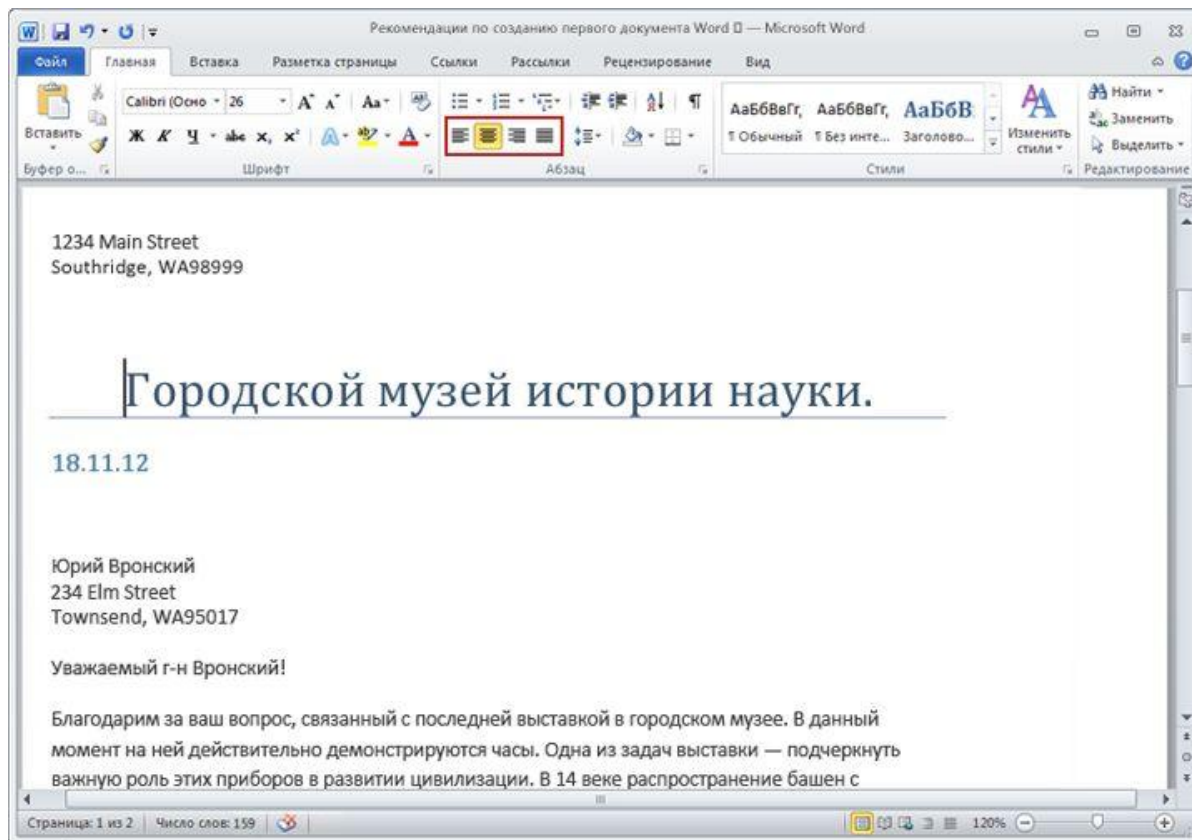 Рекомендации по созданию первого документа Word — Microsoft Word
Файл Главная Вставка Разметка страницы Ссылки Рассылки Рецензирование Вид
Calibri (Осно 26 Aa
Найти
АаБбВвГг, АаБбВвГг, АаБбВ
Заменить
Вставить Ж К Ч abc x, x² A
¶ Обычный ¶ Без инте... Заголово...
Изменить стили
Выделить
Буфер о... Шрифт Абзац Стили Редактирование
1234 Main Street
Southridge, WA98999
Городской музей истории науки.
18.11.12
Юрий Вронский
234 Elm Street
Townsend, WA95017
Уважаемый г-н Вронский!
Благодарим за ваш вопрос, связанный с последней выставкой в городском музее. В данный
момент на ней действительно демонстрируются часы. Одна из задач выставки — подчеркнуть
важную роль этих приборов в развитии цивилизации. В 14 веке распространение башен с
Страница: 1 из 2 Число слов: 159 120%